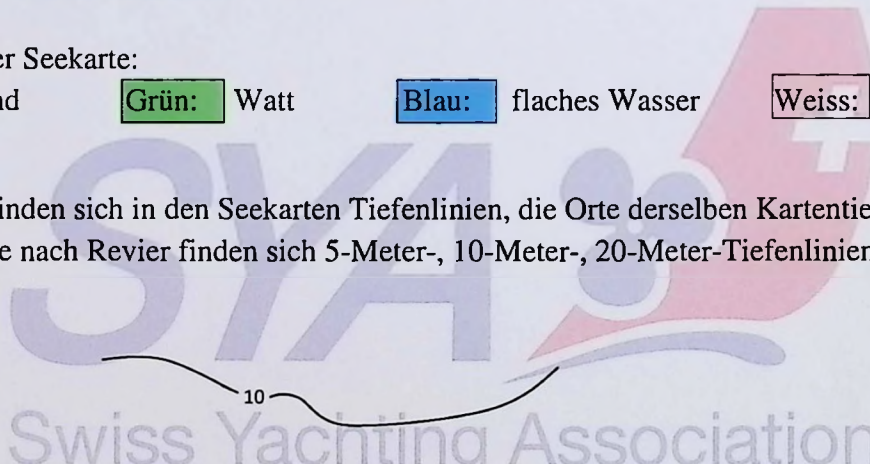 er Seekarte:
nd Grün: Watt Blau: flaches Wasser Weiss:
inden sich in den Seekarten Tiefenlinien, die Orte derselben Kartentie
e nach Revier finden sich 5-Meter-, 10-Meter-, 20-Meter-Tiefenlinien
SYA
10
Swiss Yachting Association